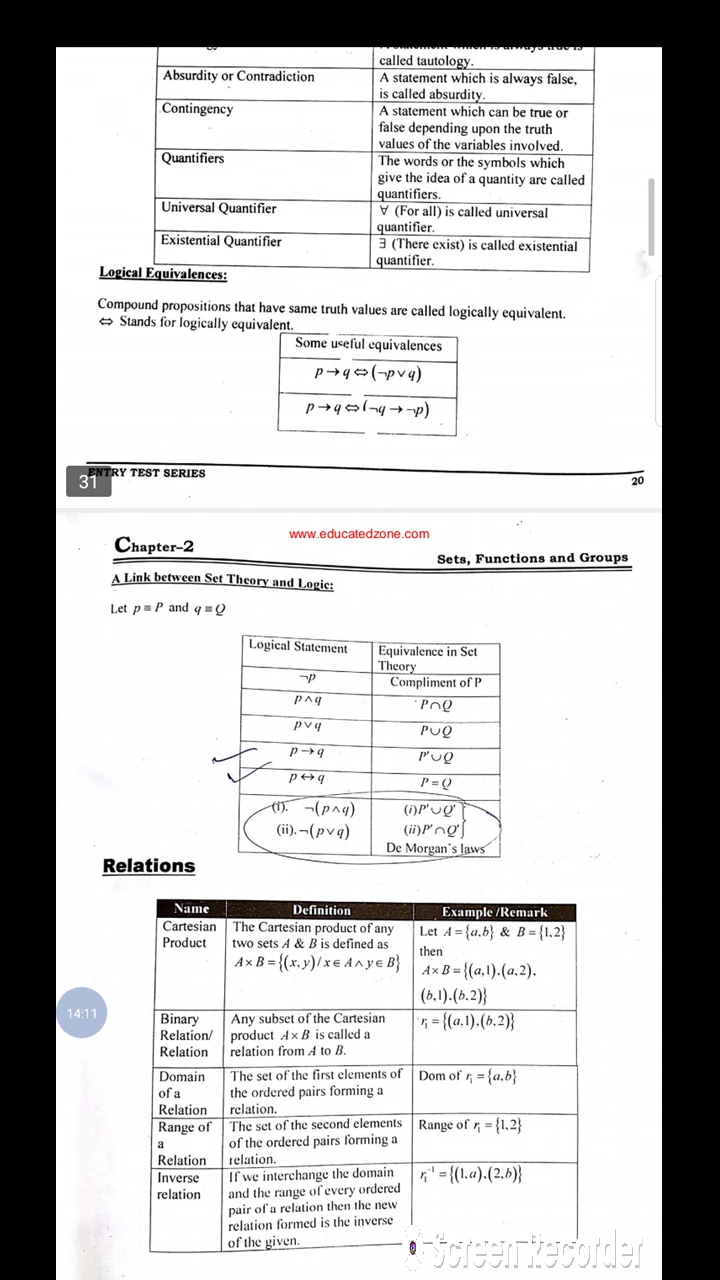 called tautology.
Absurdity or Contradiction
A statement which is always false,
is called absurdity.
Contingency
A statement which can be true or
false depending upon the truth
values of the variables involved.
Quantifiers
The words or the symbols which
give the idea of a quantity are called
quantifiers.
Universal Quantifier
∀ (For all) is called universal
quantifier.
Existential Quantifier
∃ (There exist) is called existential
quantifier.
Logical Equivalences:
Compound propositions that have same truth values are called logically equivalent.
⇔ Stands for logically equivalent.
Some useful equivalences
p→q⇔(¬p∨q)
p→q⇔(¬q→¬p)
ENTRY TEST SERIES
20
31
www.educatedzone.com
Chapter–2
Sets, Functions and Groups
A Link between Set Theory and Logic:
Let p≡P and q≡Q
Logical Statement
Equivalence in Set
Theory
¬p
Compliment of P
p∧q
P∩Q
p∨q
P∪Q
p→q
P'∪Q
p↔q
P=Q
(i). ¬(p∧q)
(i)P'∪Q'
(ii).¬(p∨q)
(ii)P'∩Q'
De Morgan's laws
Relations
Name
Definition
Example /Remark
Cartesian
Product
The Cartesian product of any
two sets A & B is defined as
A×B={(x,y)/x∈A∧y∈B}
Let A={a,b} & B={1,2}
then
A×B={(a,1),(a,2),
(b,1),(b,2)}
14:11
Binary
Relation/
Relation
Any subset of the Cartesian
product A×B is called a
relation from A to B.
r₁={(a,1),(b,2)}
Domain
of a
Relation
The set of the first elements of
the ordered pairs forming a
relation.
Dom of r₁={a,b}
Range of
a
Relation
The set of the second elements
of the ordered pairs forming a
relation.
Range of r₁={1,2}
Inverse
relation
If we interchange the domain
and the range of every ordered
pair of a relation then the new
relation formed is the inverse
of the given.
r₁⁻¹={(1,a),(2,b)}
Screen Recorder